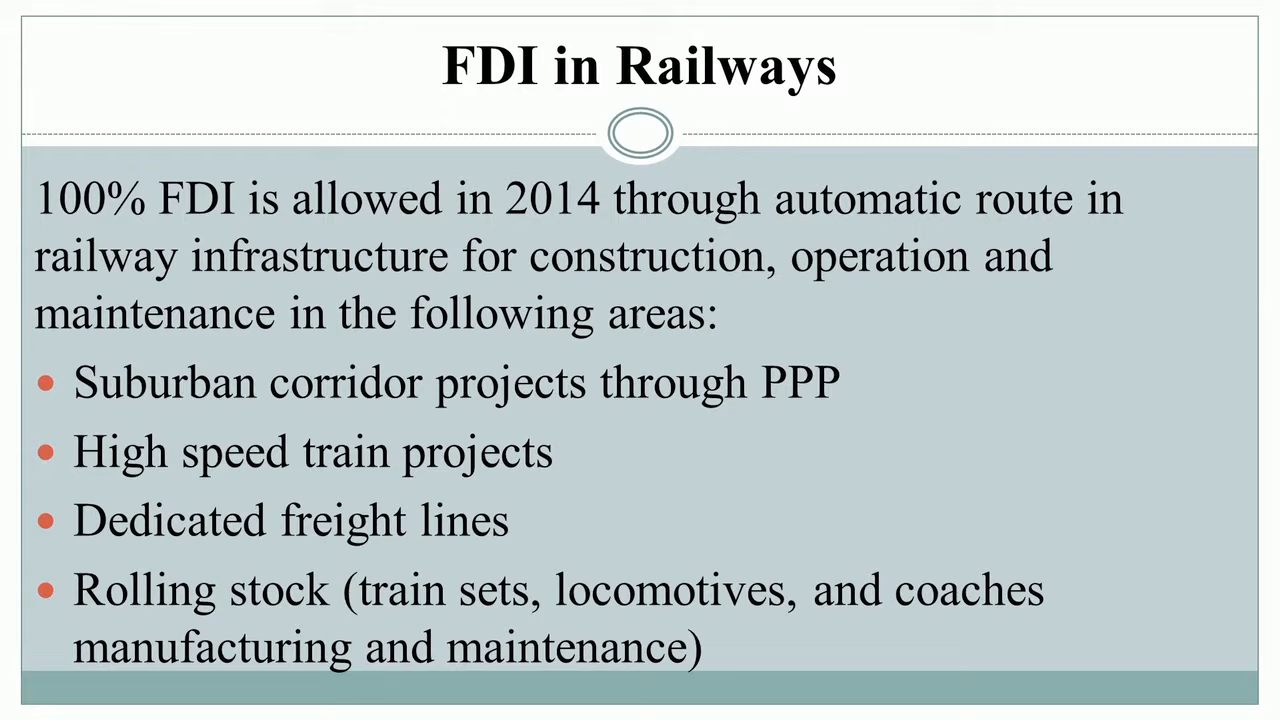 FDI in Railways
100% FDI is allowed in 2014 through automatic route in
railway infrastructure for construction, operation and
maintenance in the following areas:
• Suburban corridor projects through PPP
• High speed train projects
• Dedicated freight lines
• Rolling stock (train sets, locomotives, and coaches
manufacturing and maintenance)